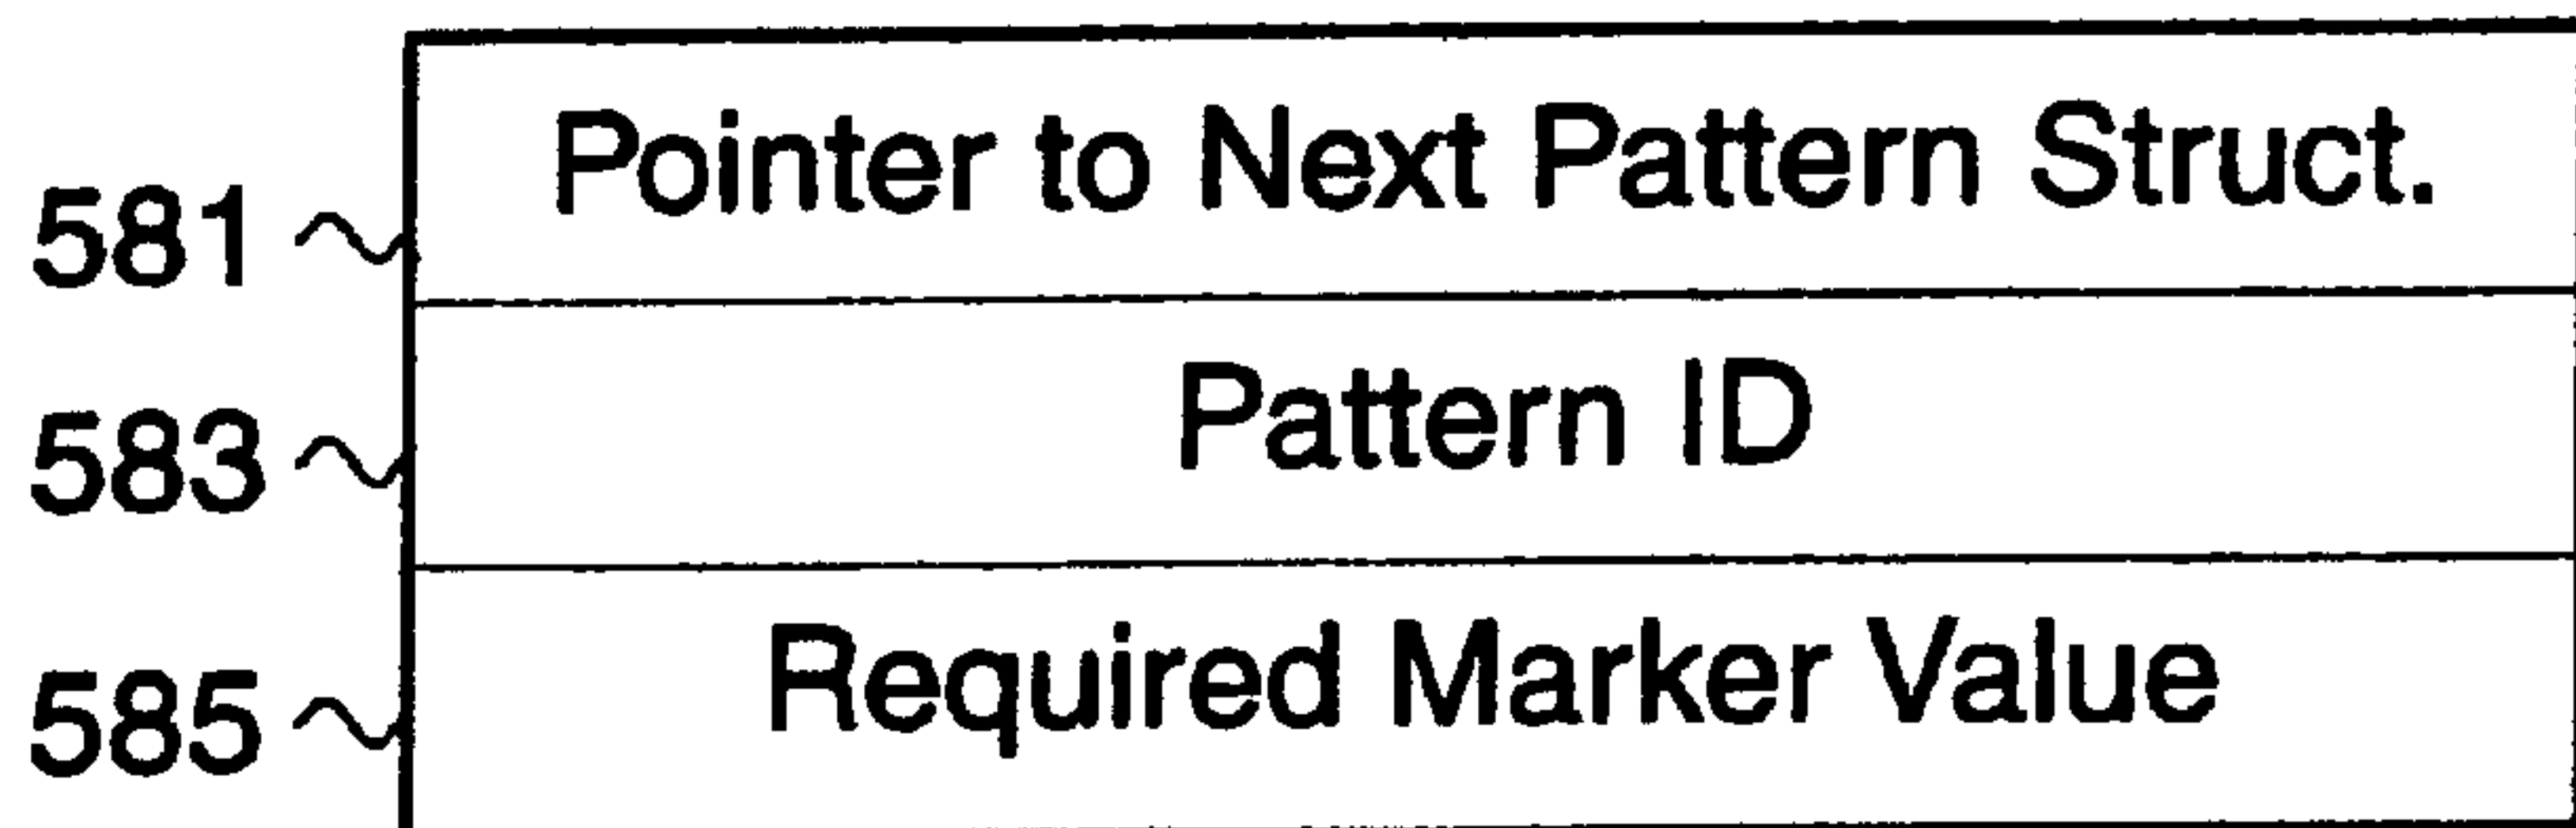 Pointer to Next Pattern Struct.
581
Pattern ID
583
Required Marker Value
585